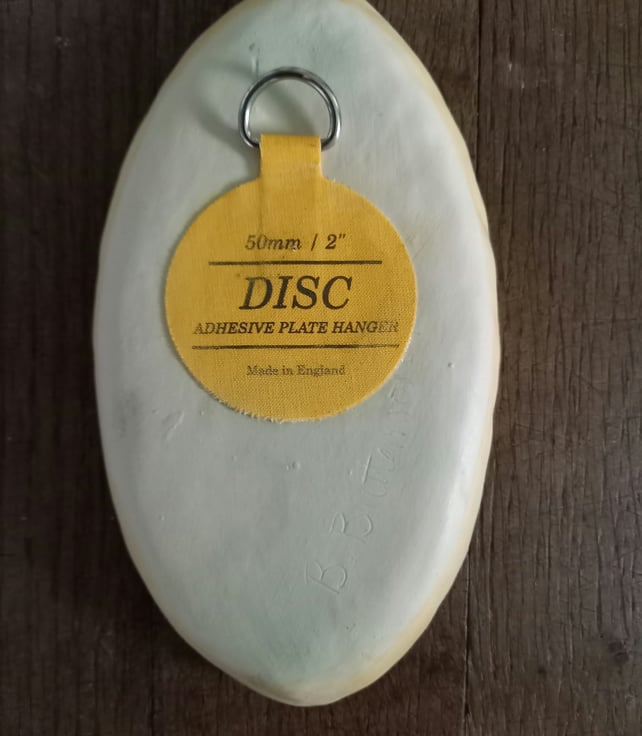 50mm / 2"
DISC
ADHESIVE PLATE HANGER
Made in England
B.